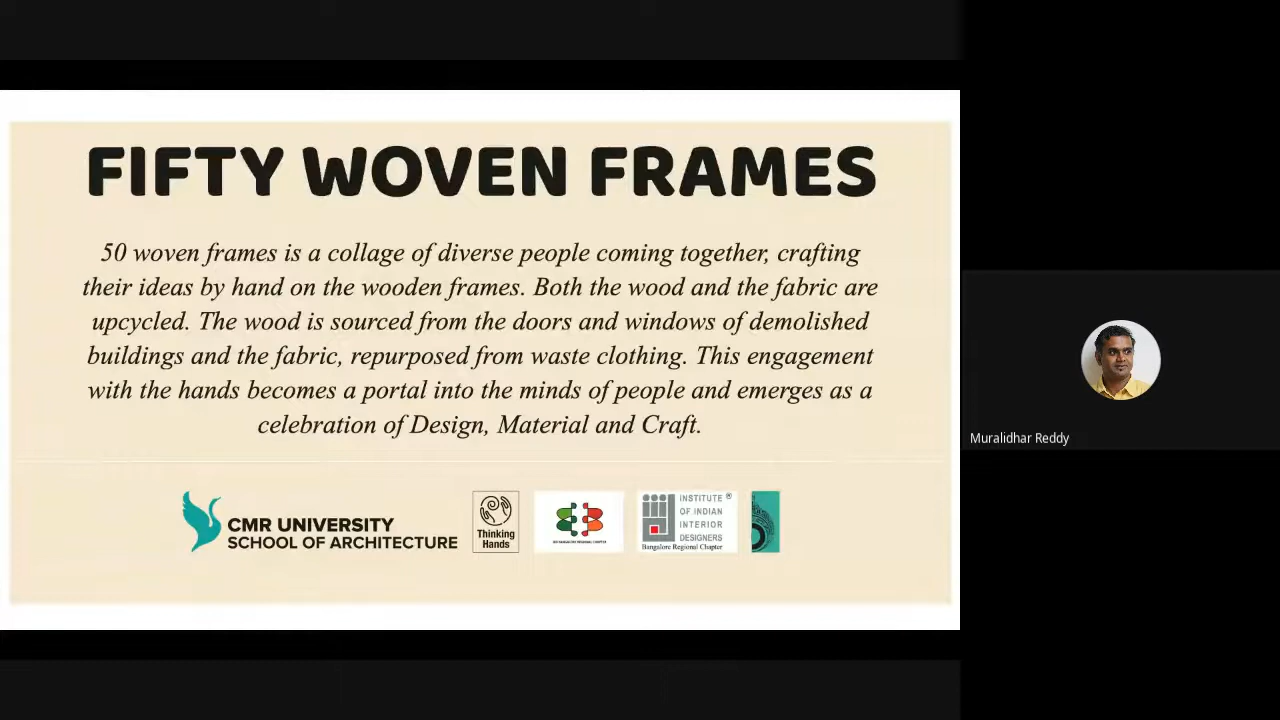 FIFTY WOVEN FRAMES
50 woven frames is a collage of diverse people coming together, crafting
their ideas by hand on the wooden frames. Both the wood and the fabric are
upcycled. The wood is sourced from the doors and windows of demolished
buildings and the fabric, repurposed from waste clothing. This engagement
with the hands becomes a portal into the minds of people and emerges as a
celebration of Design, Material and Craft.
CMR UNIVERSITY
SCHOOL OF ARCHITECTURE
Thinking
Hands
INSTITUTE ®
OF INDIAN
INTERIOR
DESIGNERS
Bangalore Regional Chapter
Muralidhar Reddy